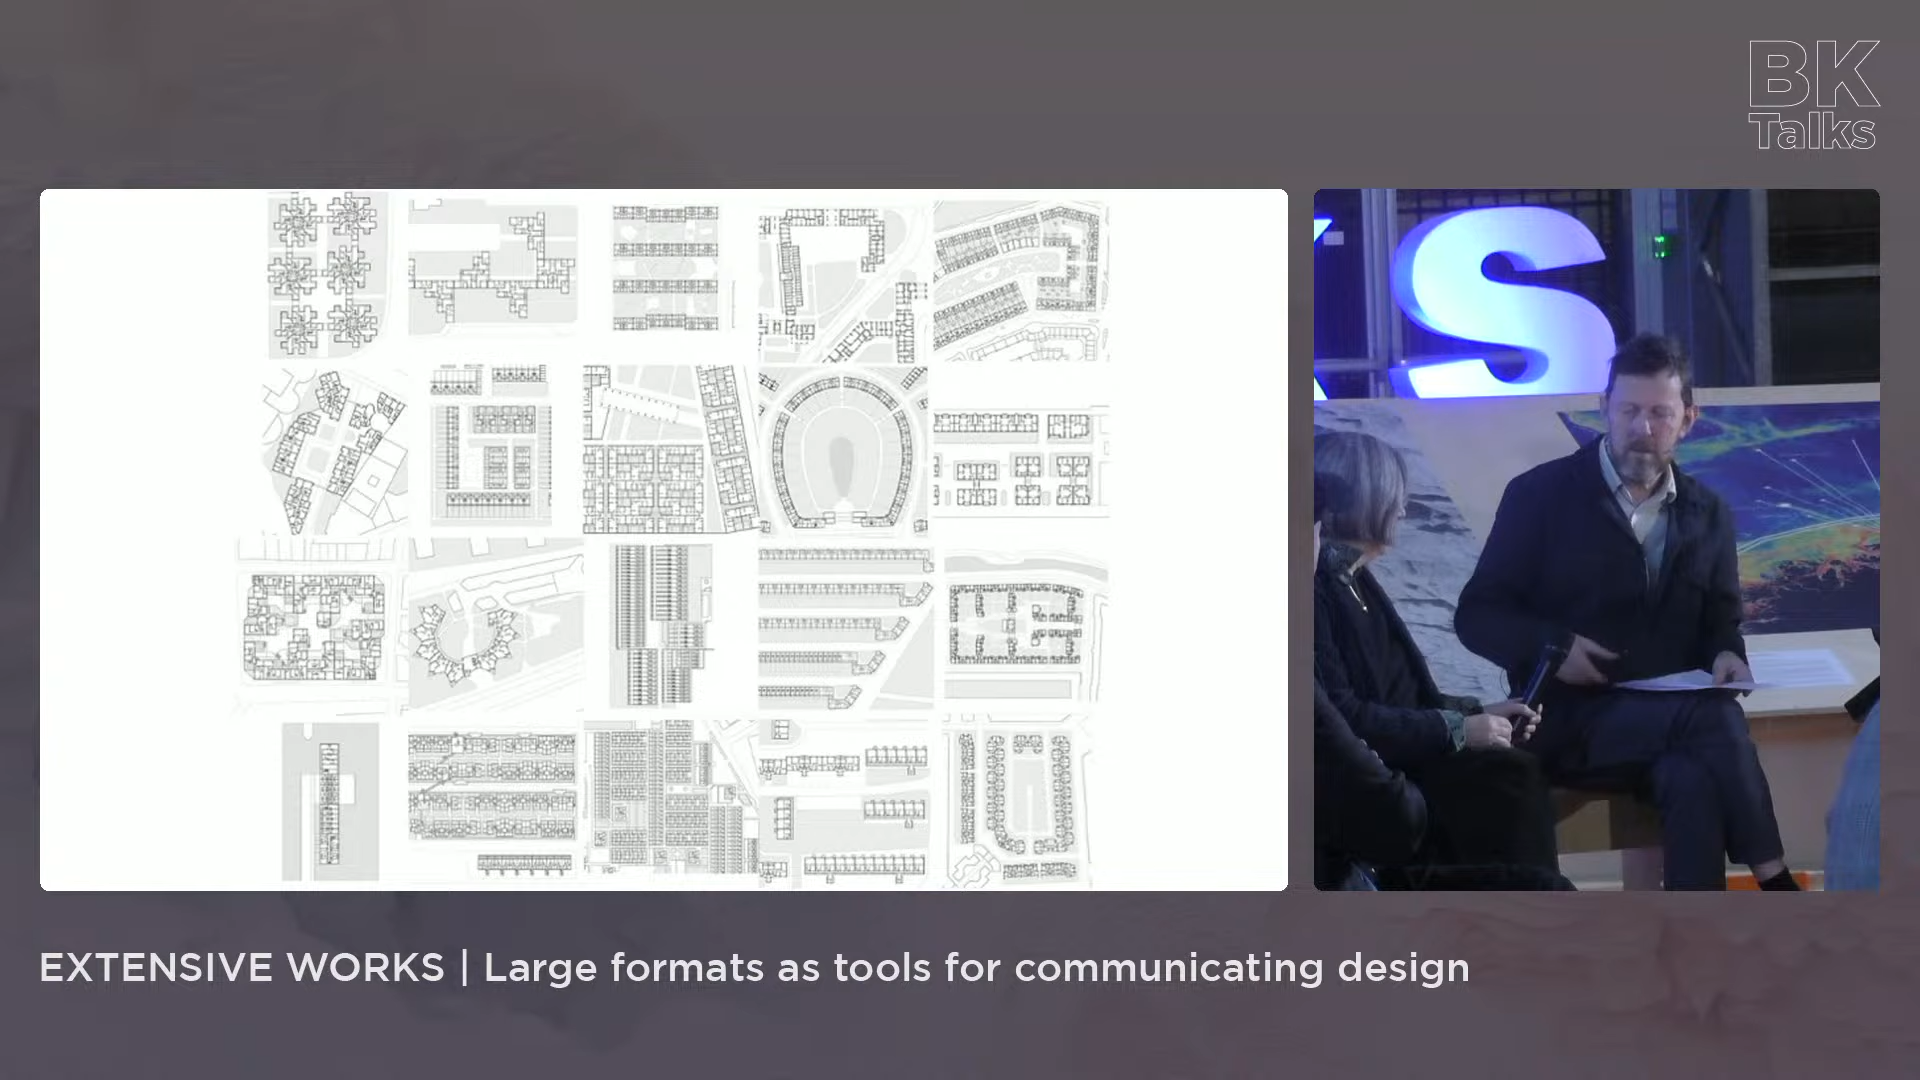 BK
Talks
S
EXTENSIVE WORKS | Large formats as tools for communicating design